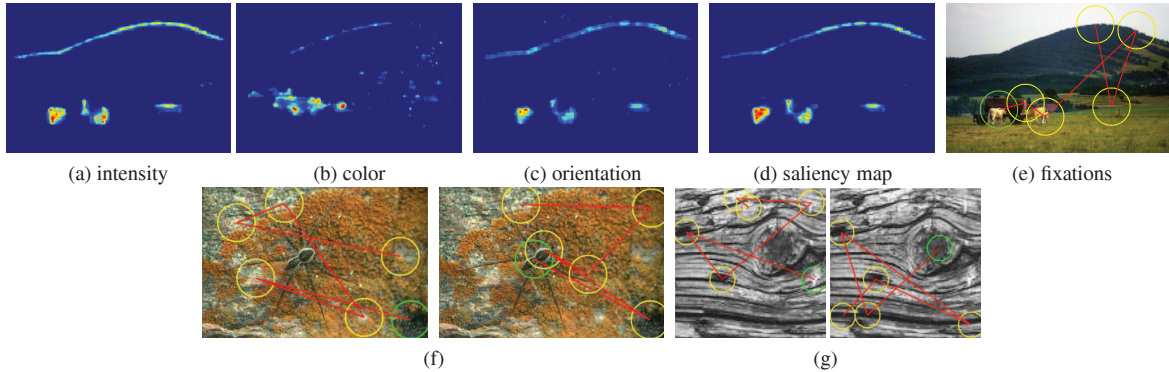 (a) intensity
(b) color
(c) orientation
(d) saliency map
(e) fixations
(f)
(g)